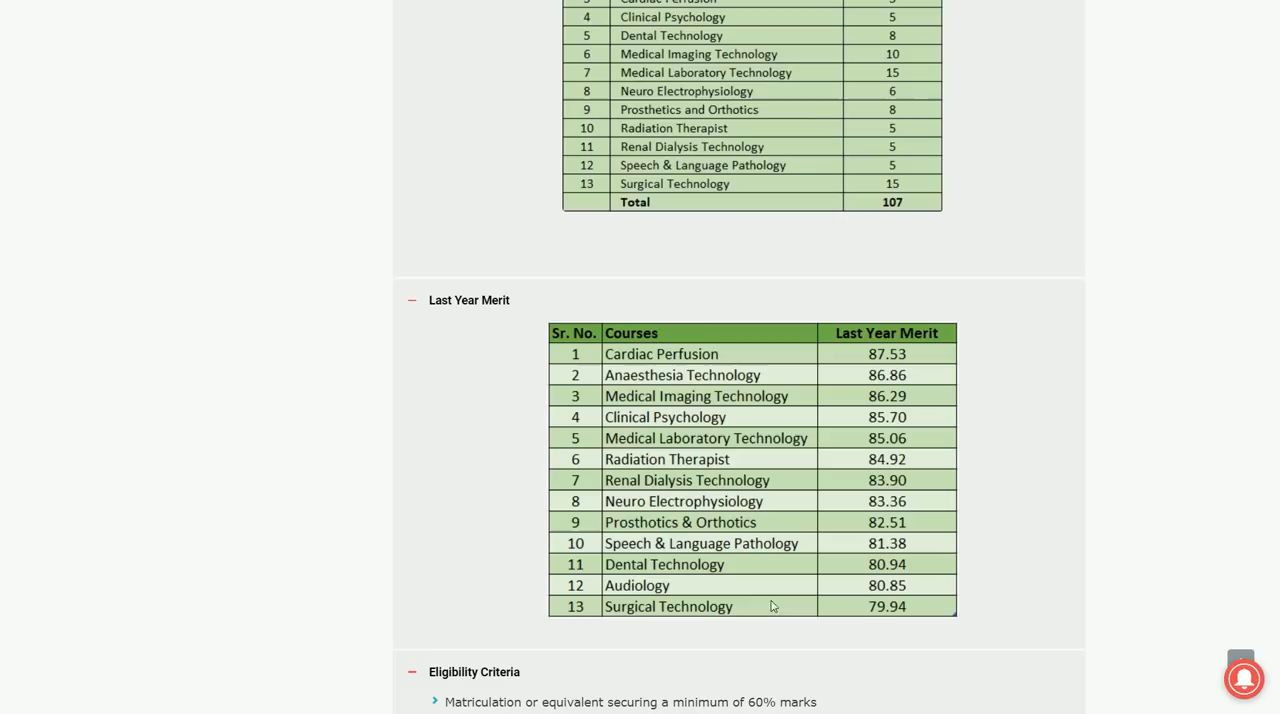 4 Clinical Psychology 5
5 Dental Technology 8
6 Medical Imaging Technology 10
7 Medical Laboratory Technology 15
8 Neuro Electrophysiology 6
9 Prosthetics and Orthotics 8
10 Radiation Therapist 5
11 Renal Dialysis Technology 5
12 Speech & Language Pathology 5
13 Surgical Technology 15
Total 107
Last Year Merit
Sr. No. Courses Last Year Merit
1 Cardiac Perfusion 87.53
2 Anaesthesia Technology 86.86
3 Medical Imaging Technology 86.29
4 Clinical Psychology 85.70
5 Medical Laboratory Technology 85.06
6 Radiation Therapist 84.92
7 Renal Dialysis Technology 83.90
8 Neuro Electrophysiology 83.36
9 Prosthotics & Orthotics 82.51
10 Speech & Language Pathology 81.38
11 Dental Technology 80.94
12 Audiology 80.85
13 Surgical Technology 79.94
Eligibility Criteria
Matriculation or equivalent securing a minimum of 60% marks